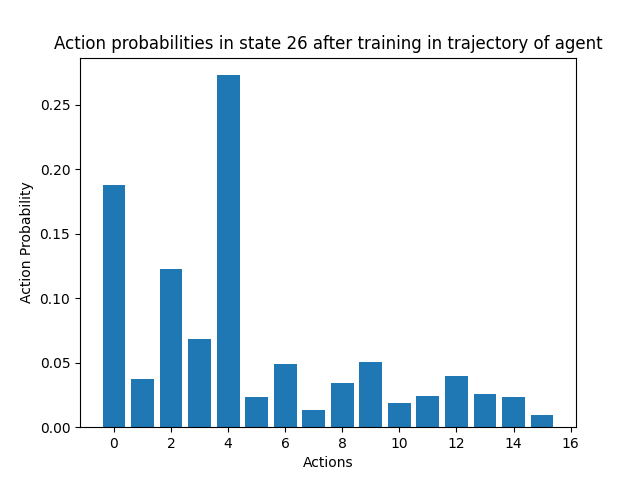 Action probabilities in state 26 after training in trajectory of agent
0.25
0.20
0.15
0.10
0.05
0.00
Action Probability
0 2 4 6 8 10 12 14 16
Actions